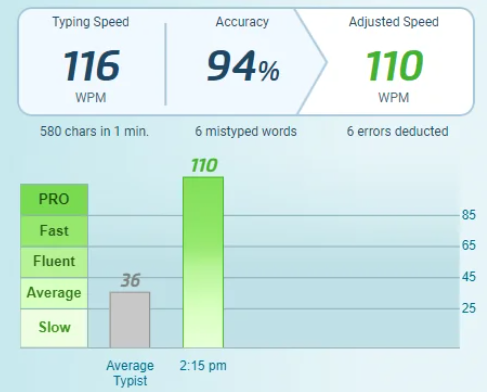 Typing Speed Accuracy Adjusted Speed
116 94% 110
WPM WPM
580 chars in 1 min. 6 mistyped words 6 errors deducted
110
PRO
85
Fast
65
Fluent
45
36
Average
25
Slow
Average 2:15 pm
Typist